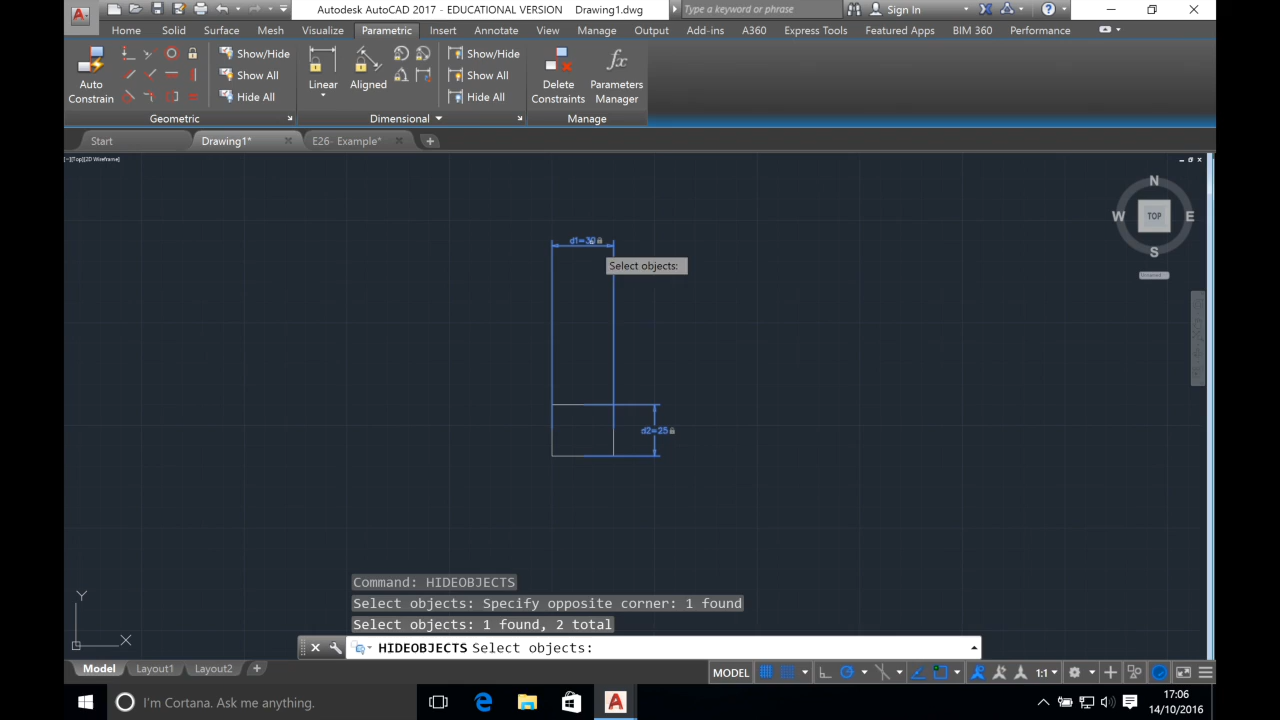 Autodesk AutoCAD 2017 - EDUCATIONAL VERSION Drawing1.dwg
Type a keyword or phrase
Sign In
Home Solid Surface Mesh Visualize Parametric Insert Annotate View Manage Output Add-ins A360 Express Tools Featured Apps BIM 360 Performance
Auto
Constrain
Show/Hide
Show All
Hide All
Geometric
Linear
Aligned
Show/Hide
Show All
Hide All
Dimensional
Delete
Constraints
Parameters
Manager
Manage
Start Drawing1* E26- Example*
[-][Top][2D Wireframe]
N
W TOP E
S
d1=30
Select objects:
d2=25
Y
X
Command: HIDEOBJECTS
Select objects: Specify opposite corner: 1 found
Select objects: 1 found, 2 total
HIDEOBJECTS Select objects:
Model Layout1 Layout2 +
MODEL 1:1
I'm Cortana. Ask me anything.
17:06
14/10/2016